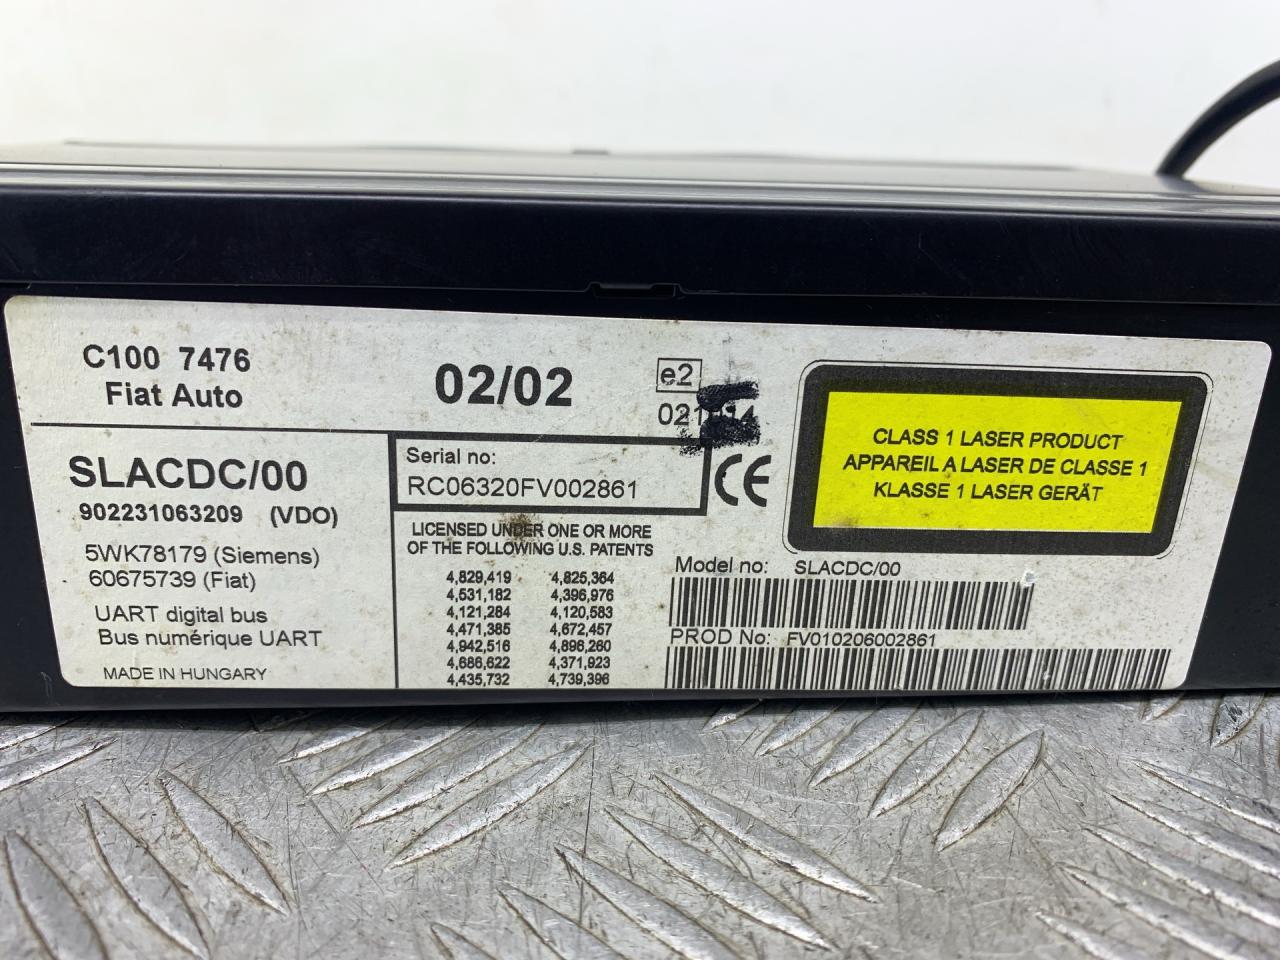 C100 7476
Fiat Auto
02/02
e2
SLACDC/00
902231063209 (VDO)
5WK78179 (Siemens)
60675739 (Fiat)
UART digital bus
Bus numérique UART
MADE IN HUNGARY
Serial no:
RC06320FV002861
LICENSED UNDER ONE OR MORE
OF THE FOLLOWING U.S. PATENTS
4,829,419 4,825,364
4,531,182 4,396,976
4,121,284 4,120,583
4,471,385 4,672,457
4,942,516 4,896,260
4,686,622 4,371,923
4,435,732 4,739,396
CE
CLASS 1 LASER PRODUCT
APPAREIL A LASER DE CLASSE 1
KLASSE 1 LASER GERÄT
Model no: SLACDC/00
PROD No: FV010206002861